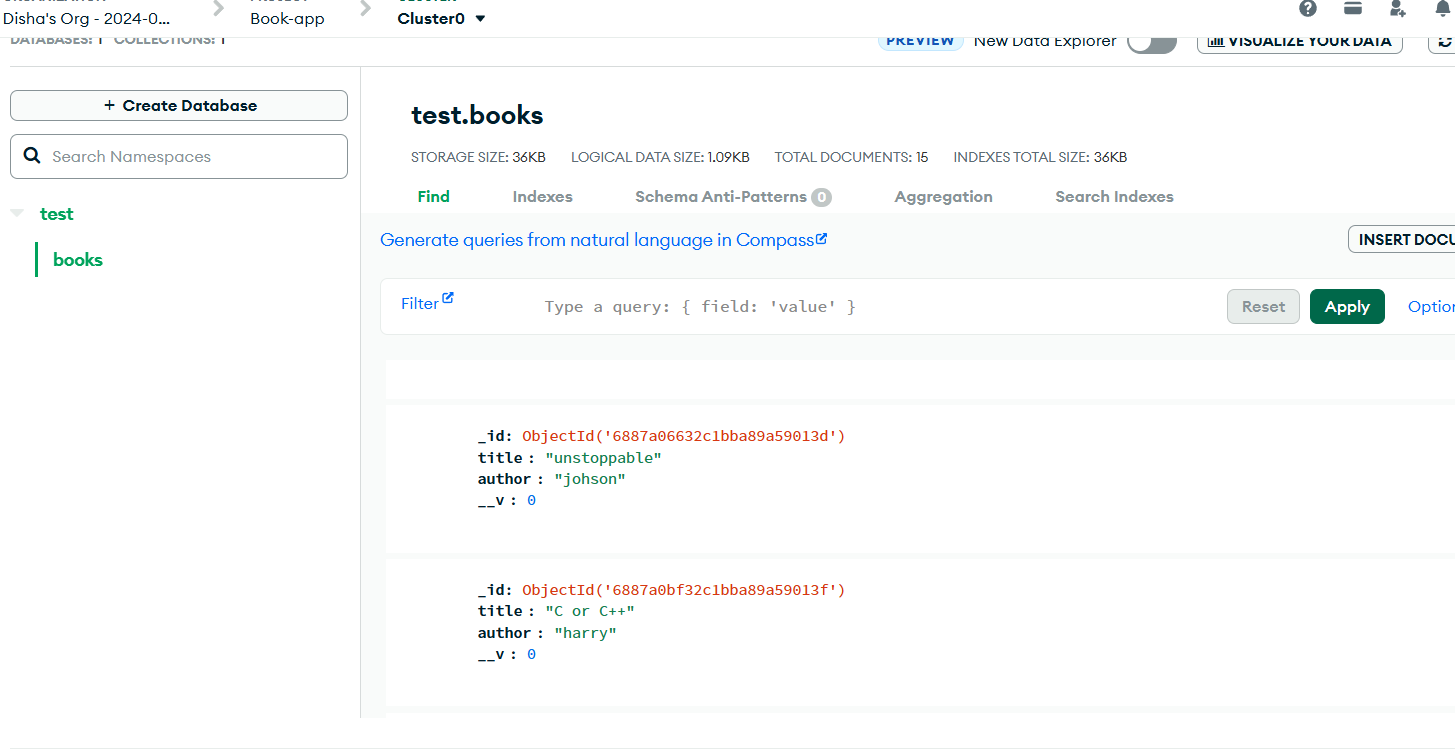 Disha's Org - 2024-0...
Book-app
Cluster0
DATABASES: 1 COLLECTIONS: 1
PREVIEW New Data Explorer
VISUALIZE YOUR DATA
+ Create Database
Search Namespaces
test
books
test.books
STORAGE SIZE: 36KB LOGICAL DATA SIZE: 1.09KB TOTAL DOCUMENTS: 15 INDEXES TOTAL SIZE: 36KB
Find Indexes Schema Anti-Patterns 0 Aggregation Search Indexes
Generate queries from natural language in Compass
INSERT DOCU
Filter Type a query: { field: 'value' } Reset Apply Option
_id: ObjectId('6887a06632c1bba89a59013d')
title : "unstoppable"
author : "johson"
__v : 0
_id: ObjectId('6887a0bf32c1bba89a59013f')
title : "C or C++"
author : "harry"
__v : 0